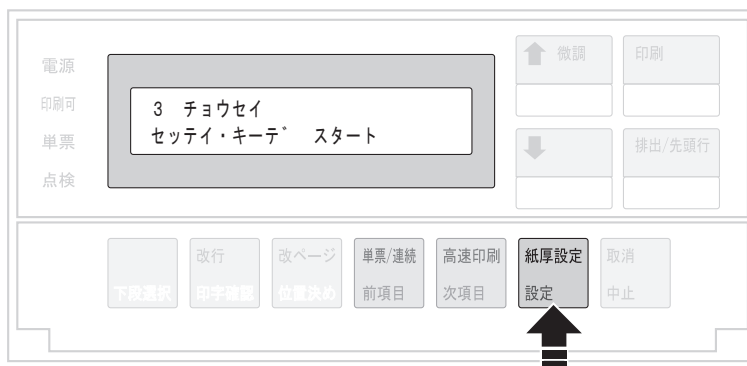 電源
印刷可
単票
点検
3 チョウセイ
セッテイ・キーデ スタート
微調
印刷
排出/先頭行
下段選択
改行
印字確認
改ページ
位置決め
単票/連続
前項目
高速印刷
次項目
紙厚設定
設定
取消
中止